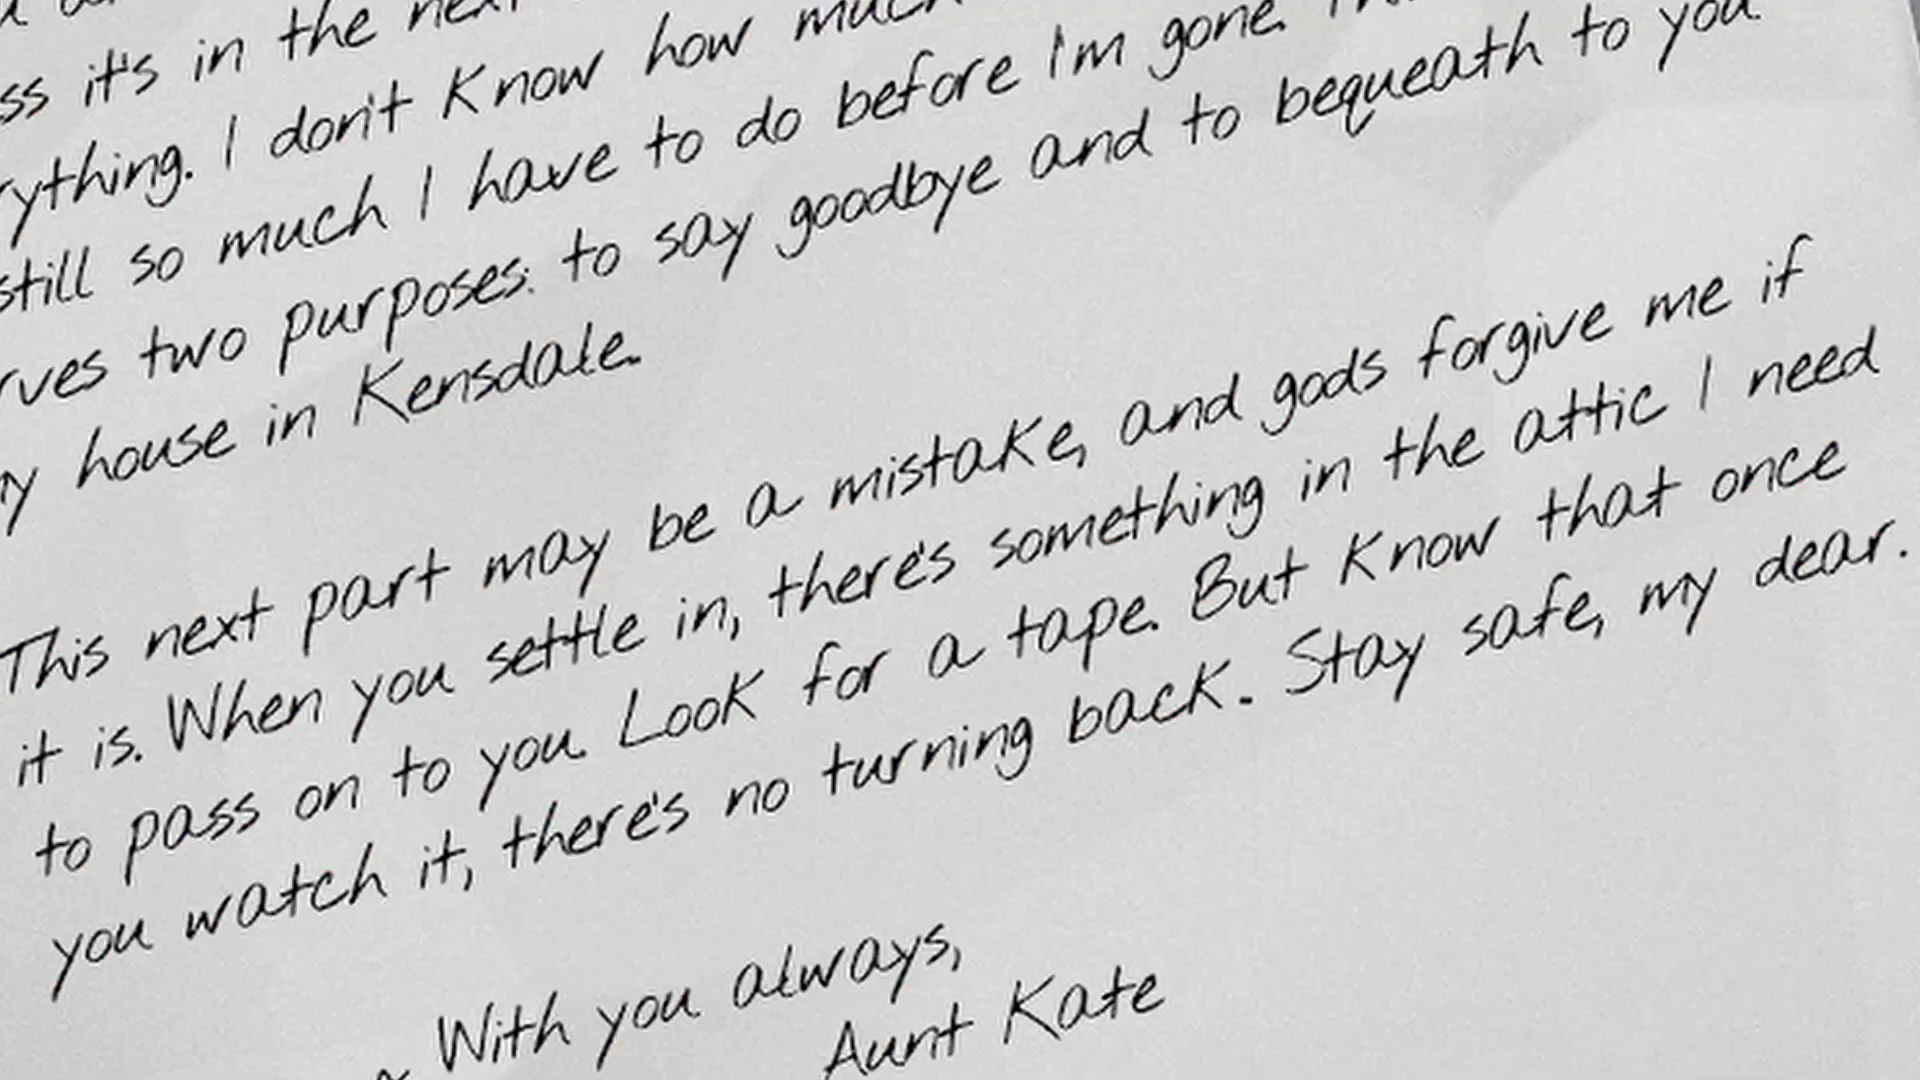 ss it's in the next
rything. I don't know how much
still so much I have to do before I'm gone.
rves two purposes: to say goodbye and to bequeath to you
y house in Kensdale.
This next part may be a mistake, and gods forgive me if
it is. When you settle in, there's something in the attic I need
to pass on to you. Look for a tape. But know that once
you watch it, there's no turning back. Stay safe, my dear.
With you always,
Aunt Kate